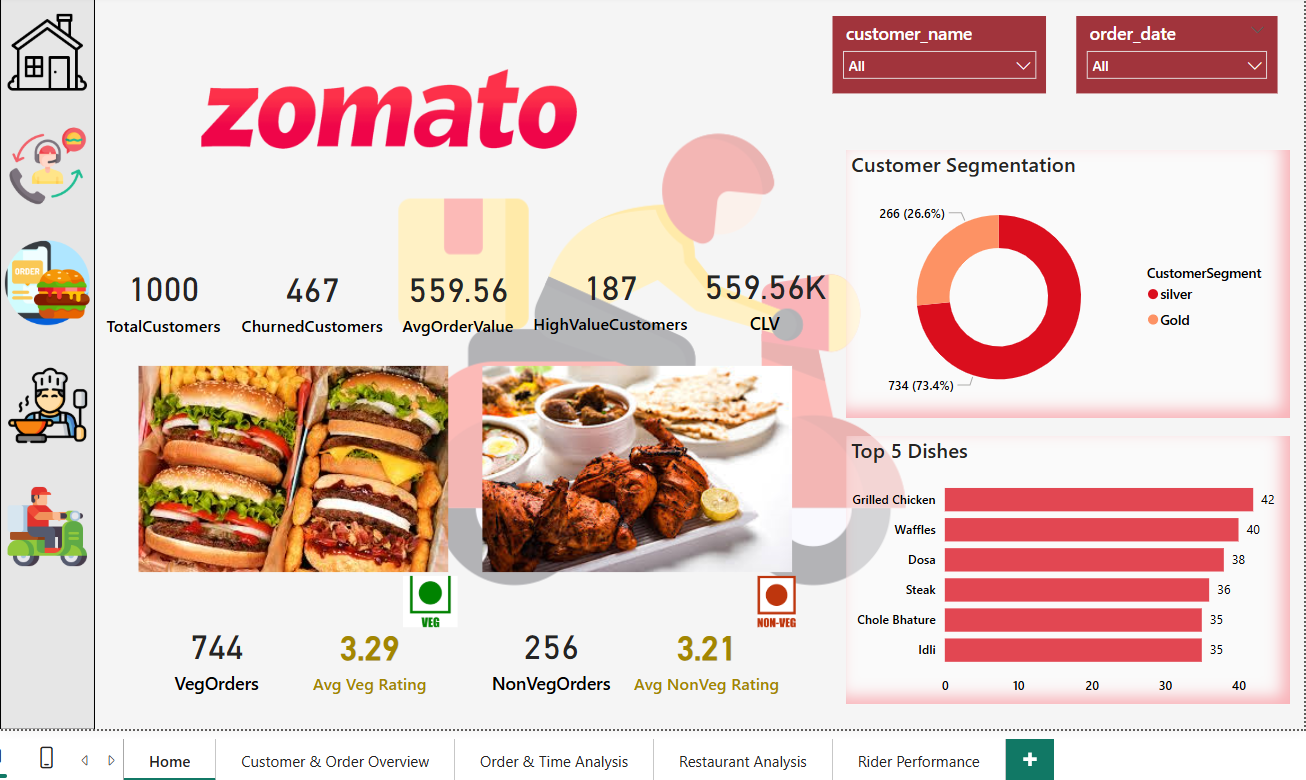 customer_name
All
order_date
All
zomato
ORDER
1000
TotalCustomers
467
ChurnedCustomers
559.56
AvgOrderValue
187
HighValueCustomers
559.56K
CLV
Customer Segmentation
266 (26.6%)
734 (73.4%)
CustomerSegment
silver
Gold
VEG
NON-VEG
744
VegOrders
3.29
Avg Veg Rating
256
NonVegOrders
3.21
Avg NonVeg Rating
Top 5 Dishes
Grilled Chicken 42
Waffles 40
Dosa 38
Steak 36
Chole Bhature 35
Idli 35
0 10 20 30 40
Home
Customer & Order Overview
Order & Time Analysis
Restaurant Analysis
Rider Performance
+